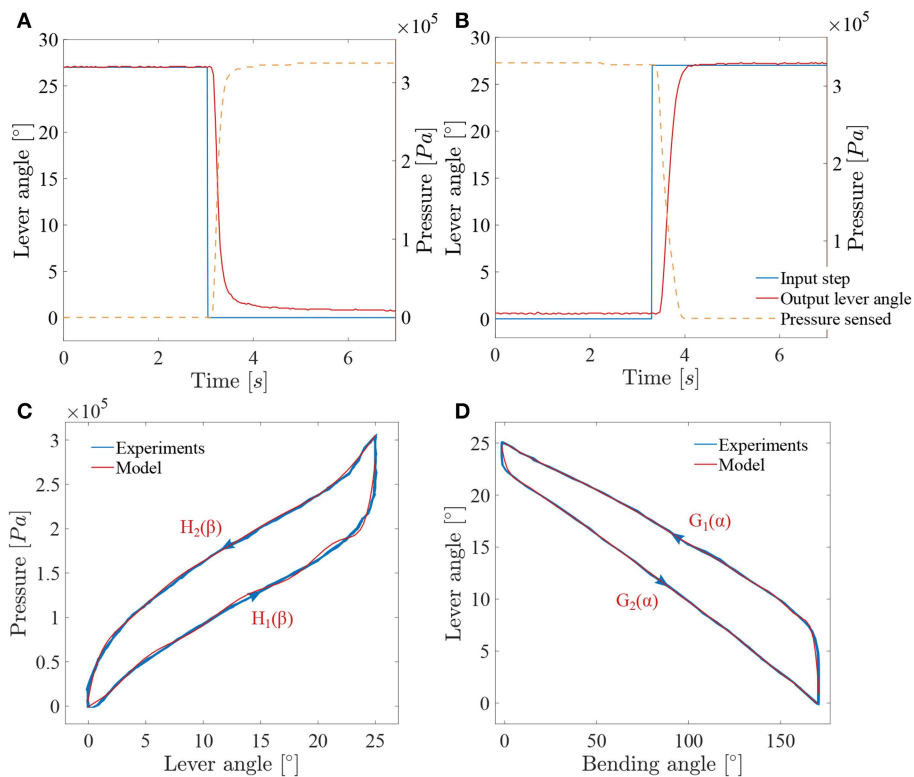 A
×10⁵
30
25
20
15
10
5
0
Lever angle [°]
3
2
1
0
Pressure [Pa]
0
2
4
6
Time [s]
B
×10⁵
30
25
20
15
10
5
0
Lever angle [°]
3
2
1
0
Pressure [Pa]
Input step
Output lever angle
Pressure sensed
0
2
4
6
Time [s]
C
×10⁵
3
2.5
2
1.5
1
0.5
0
Pressure [Pa]
Experiments
Model
H₂(β)
H₁(β)
0
5
10
15
20
25
Lever angle [°]
D
25
20
15
10
5
0
Lever angle [°]
Experiments
Model
G₁(α)
G₂(α)
0
50
100
150
Bending angle [°]